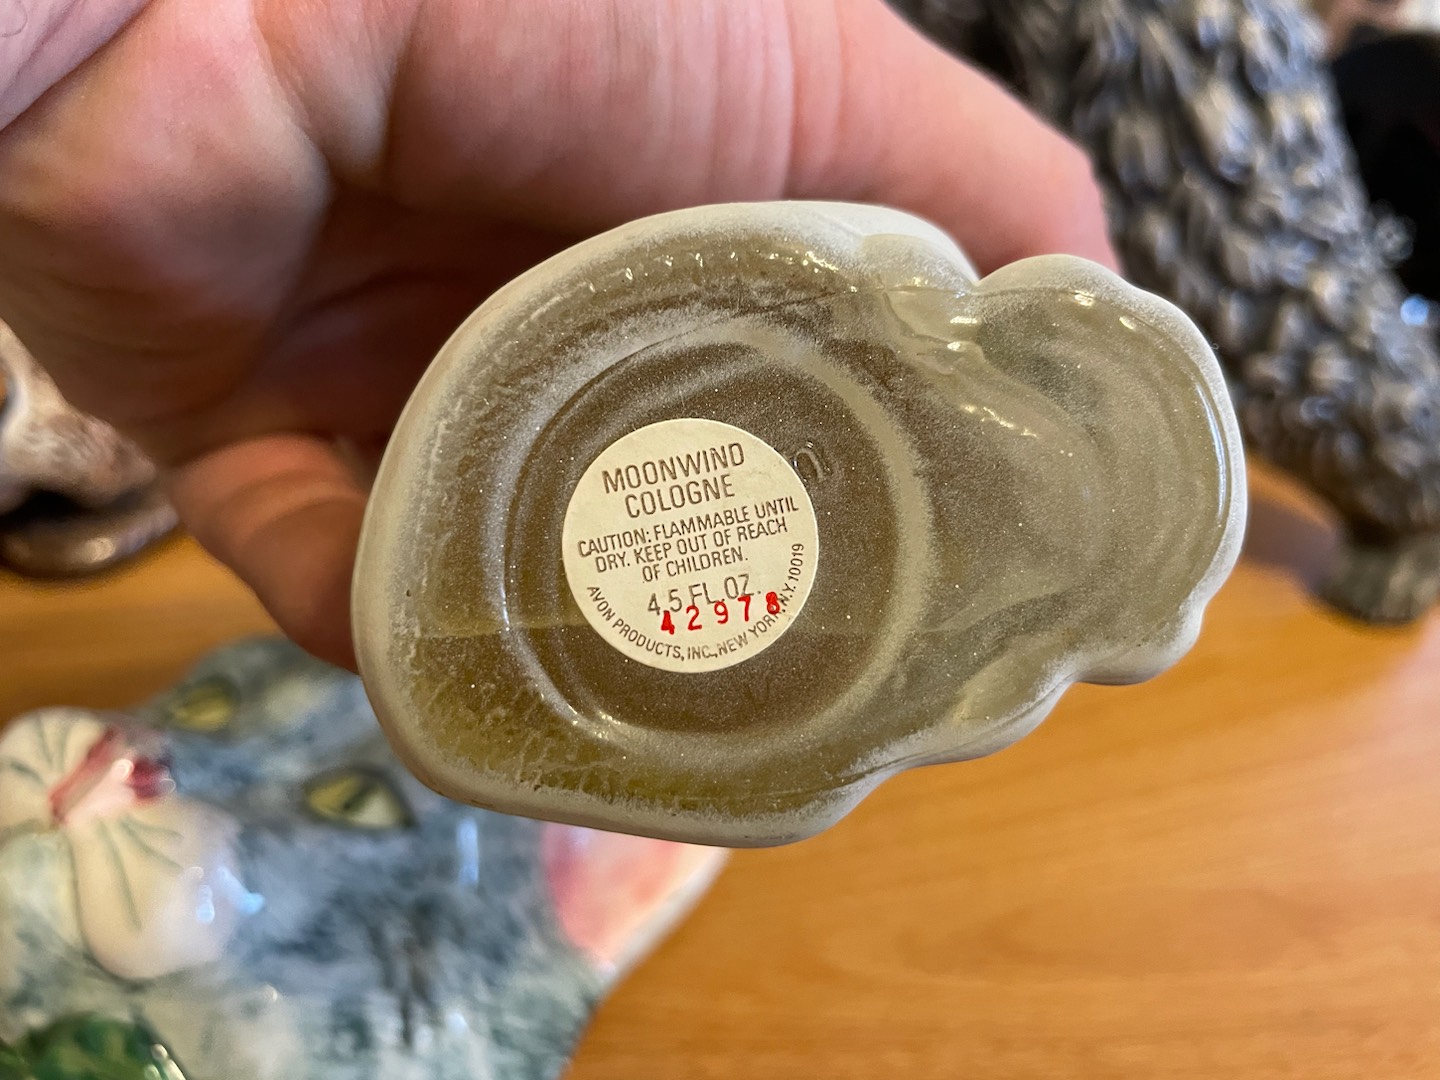 MOONWIND
COLOGNE
CAUTION: FLAMMABLE UNTIL
DRY. KEEP OUT OF REACH
OF CHILDREN.
4.5 FL. OZ.
42978
AVON PRODUCTS, INC., NEW YORK, N.Y. 10019